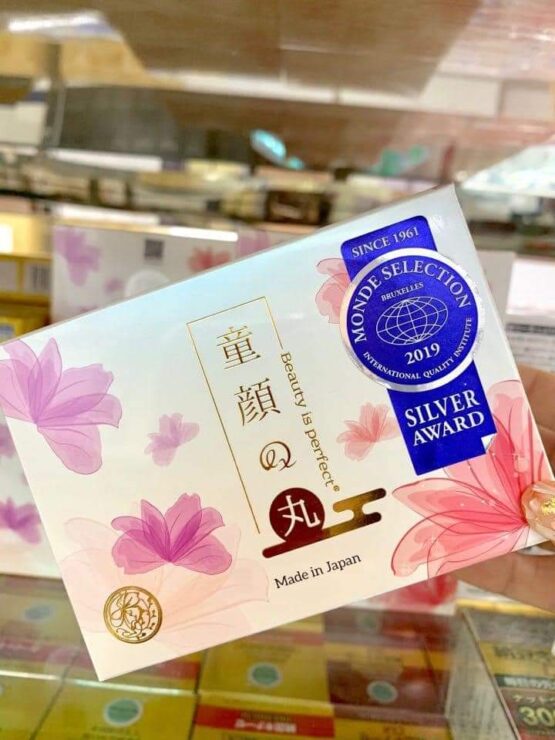 SINCE 1961
MONDE SELECTION
BRUXELLES
2019
INTERNATIONAL QUALITY INSTITUTE
SILVER
AWARD
童顔の
丸
Beauty is perfect®
Made in Japan